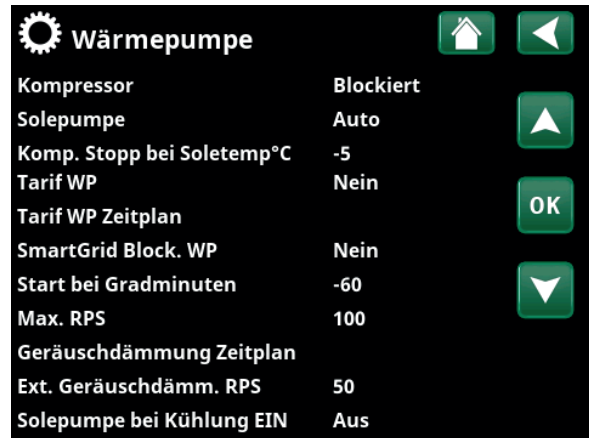 Wärmepumpe
Kompressor Blockiert
Solepumpe Auto
Komp. Stopp bei Soletemp°C -5
Tarif WP Nein
Tarif WP Zeitplan
OK
SmartGrid Block. WP Nein
Start bei Gradminuten -60
Max. RPS 100
Geräuschdämmung Zeitplan
Ext. Geräuschdämm. RPS 50
Solepumpe bei Kühlung EIN Aus